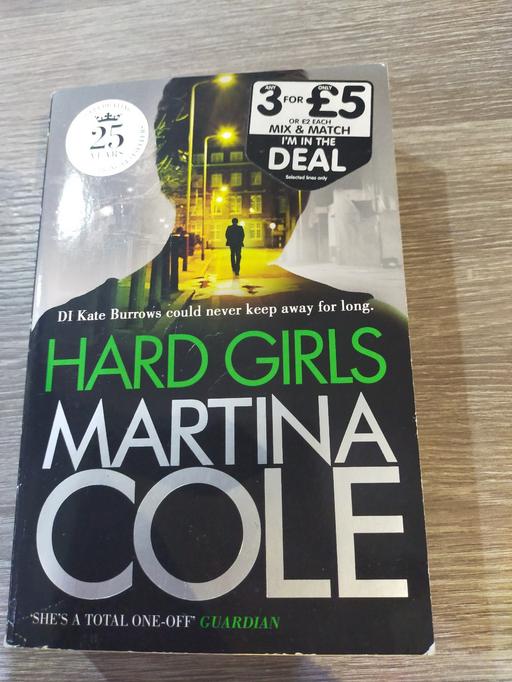 CELEBRATING
25
YEARS
ANY 3 FOR ONLY £5
OR £2 EACH
MIX & MATCH
I'M IN THE
DEAL
Selected lines only
DI Kate Burrows could never keep away for long.
HARD GIRLS
MARTINA
COLE
'SHE'S A TOTAL ONE-OFF' GUARDIAN